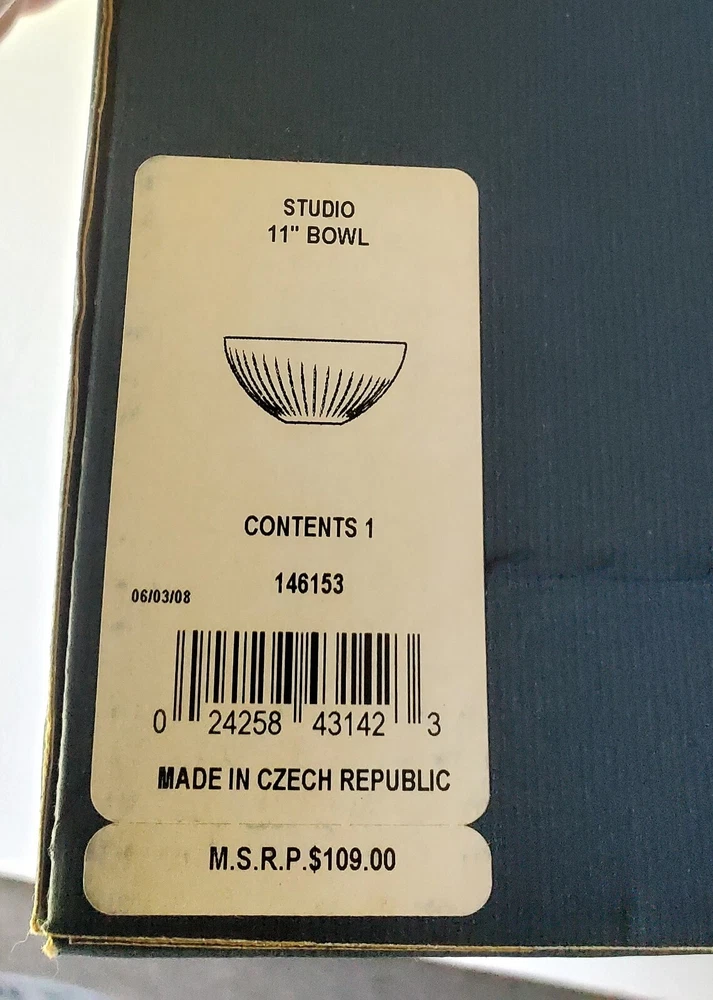 STUDIO
11" BOWL
CONTENTS 1
146153
06/03/08
0 24258 43142 3
MADE IN CZECH REPUBLIC
M.S.R.P.$109.00